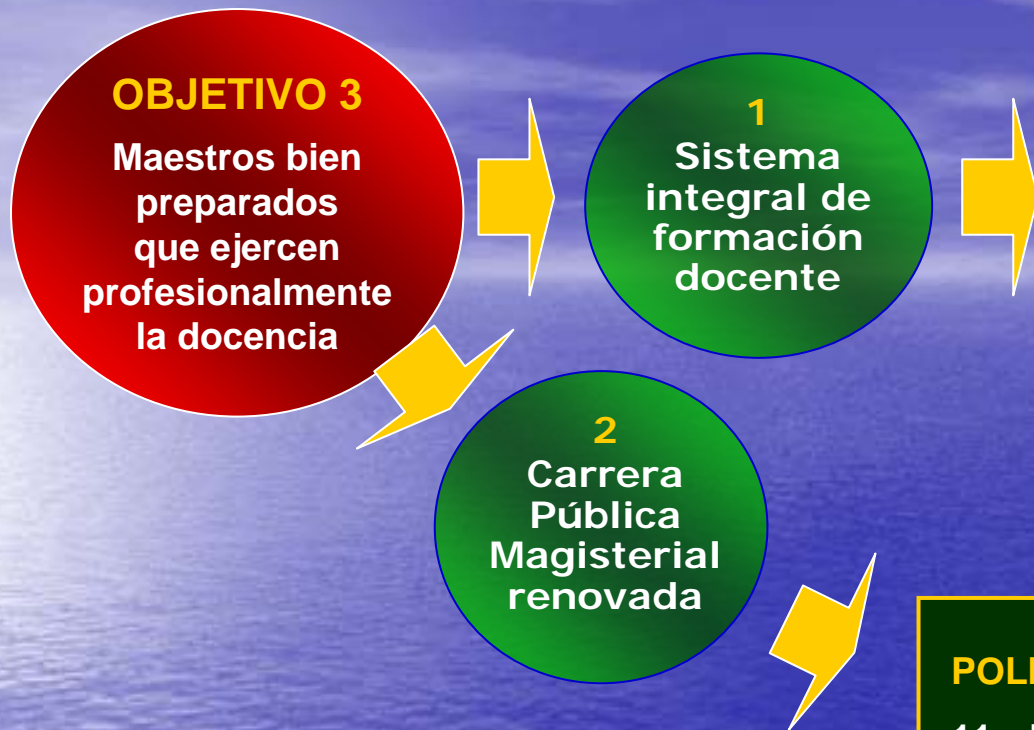 OBJETIVO 3
Maestros bien
preparados
que ejercen
profesionalmente
la docencia
1
Sistema
integral de
formación
docente
2
Carrera
Pública
Magisterial
renovada